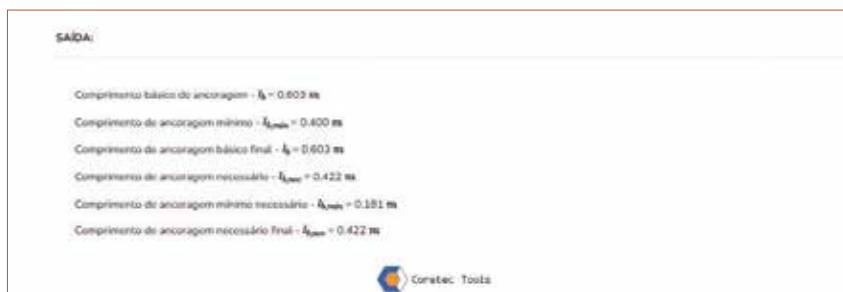 SAÍDA:
Comprimento básico de ancoragem - ℓb = 0.603 m
Comprimento de ancoragem mínimo - ℓb,mín = 0.400 m
Comprimento de ancoragem básico final - ℓb = 0.603 m
Comprimento de ancoragem necessário - ℓb,nec = 0.422 m
Comprimento de ancoragem mínimo necessário - ℓb,mín = 0.181 m
Comprimento de ancoragem necessário final - ℓb,nec = 0.422 m
Coretec Tools